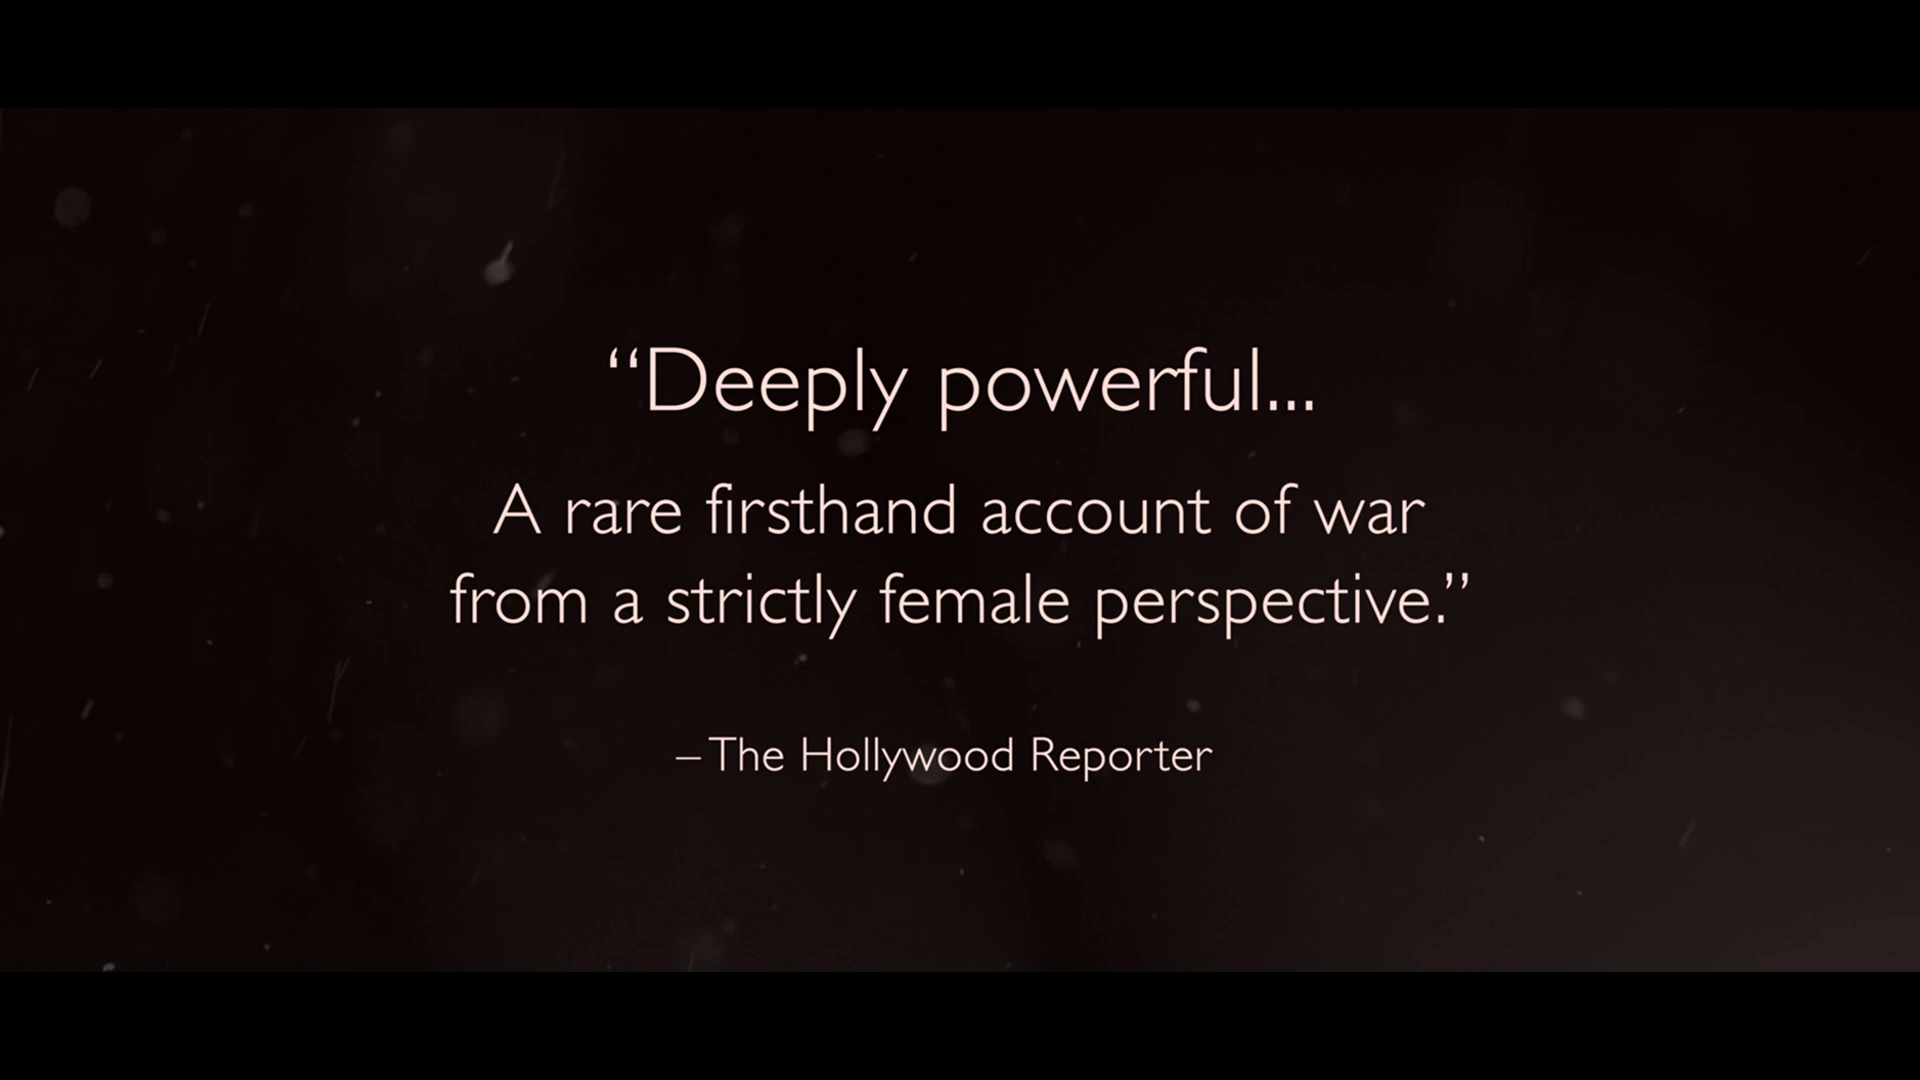 “Deeply powerful...
A rare firsthand account of war
from a strictly female perspective.”
– The Hollywood Reporter